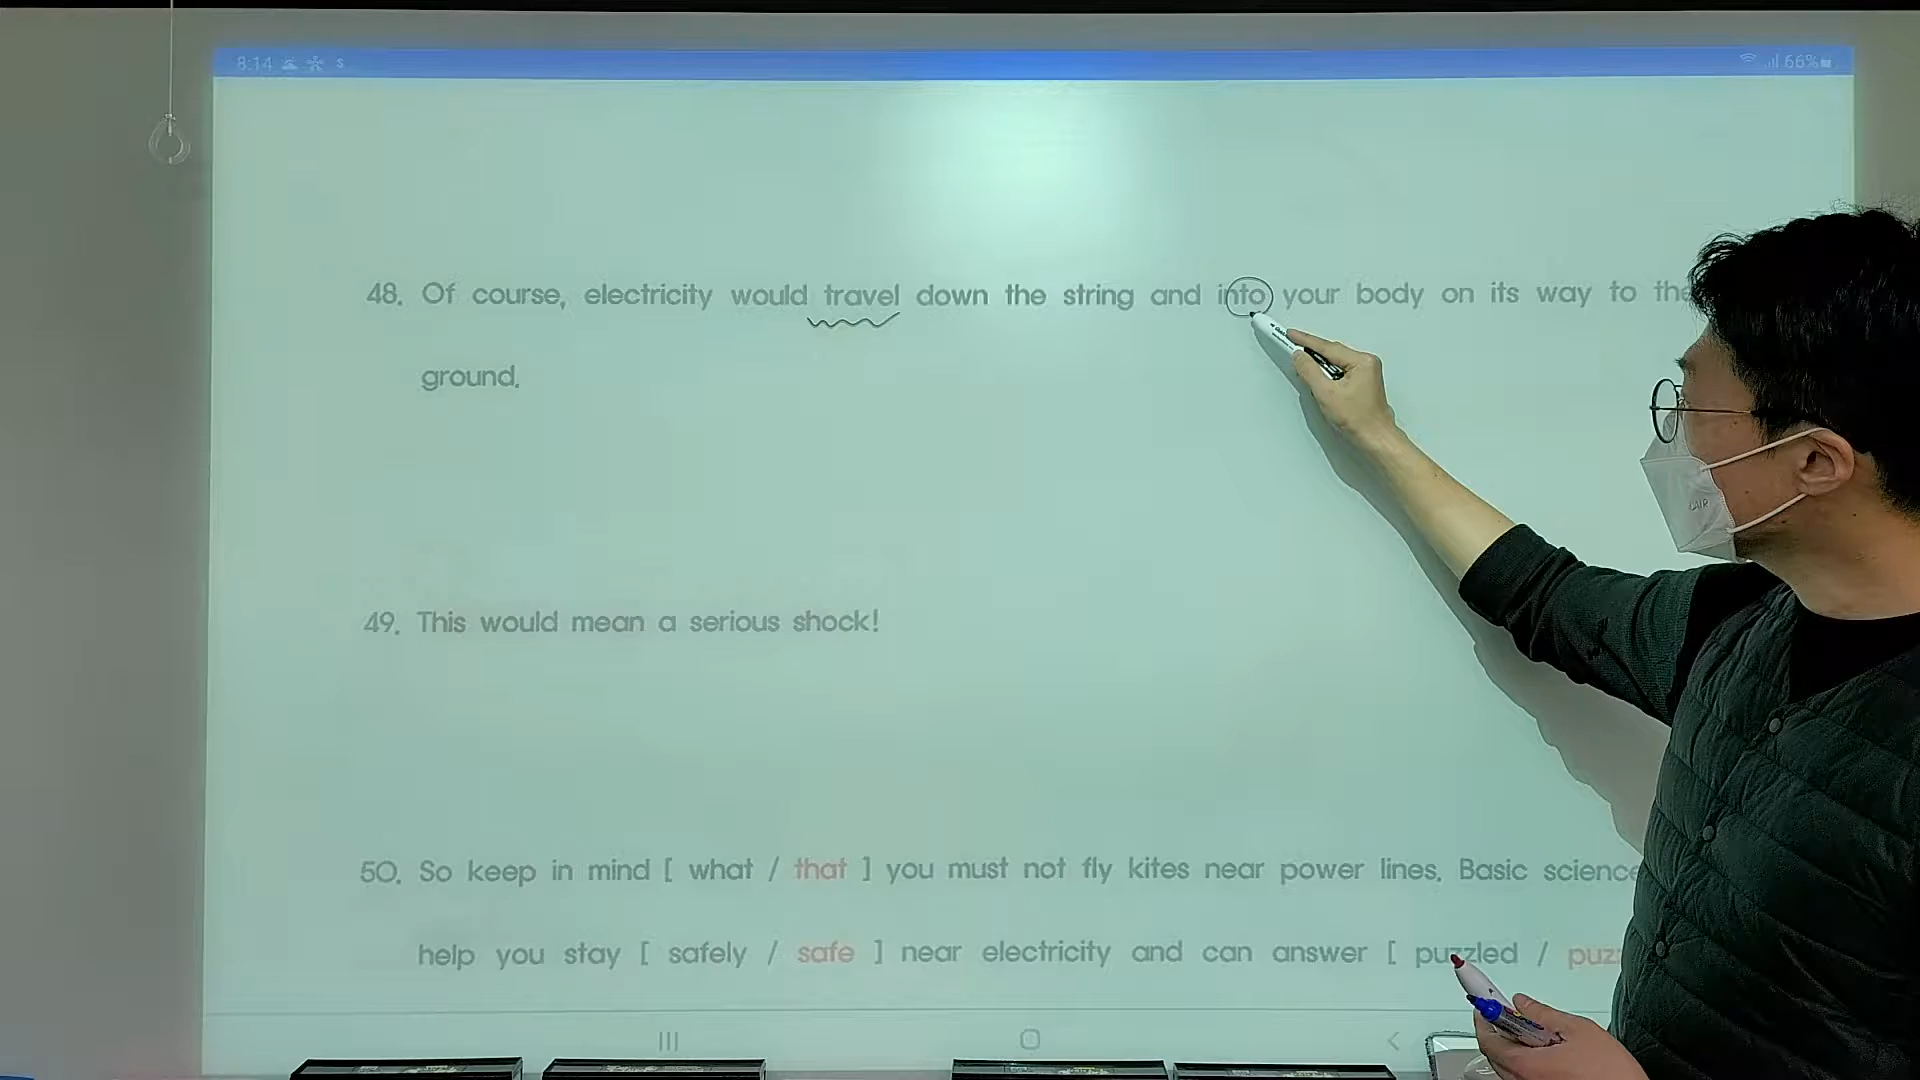 8:14 S 66%
48. Of course, electricity would travel down the string and into your body on its way to the
ground.
49. This would mean a serious shock!
50. So keep in mind [ what / that ] you must not fly kites near power lines. Basic science
help you stay [ safely / safe ] near electricity and can answer [ puzzled /